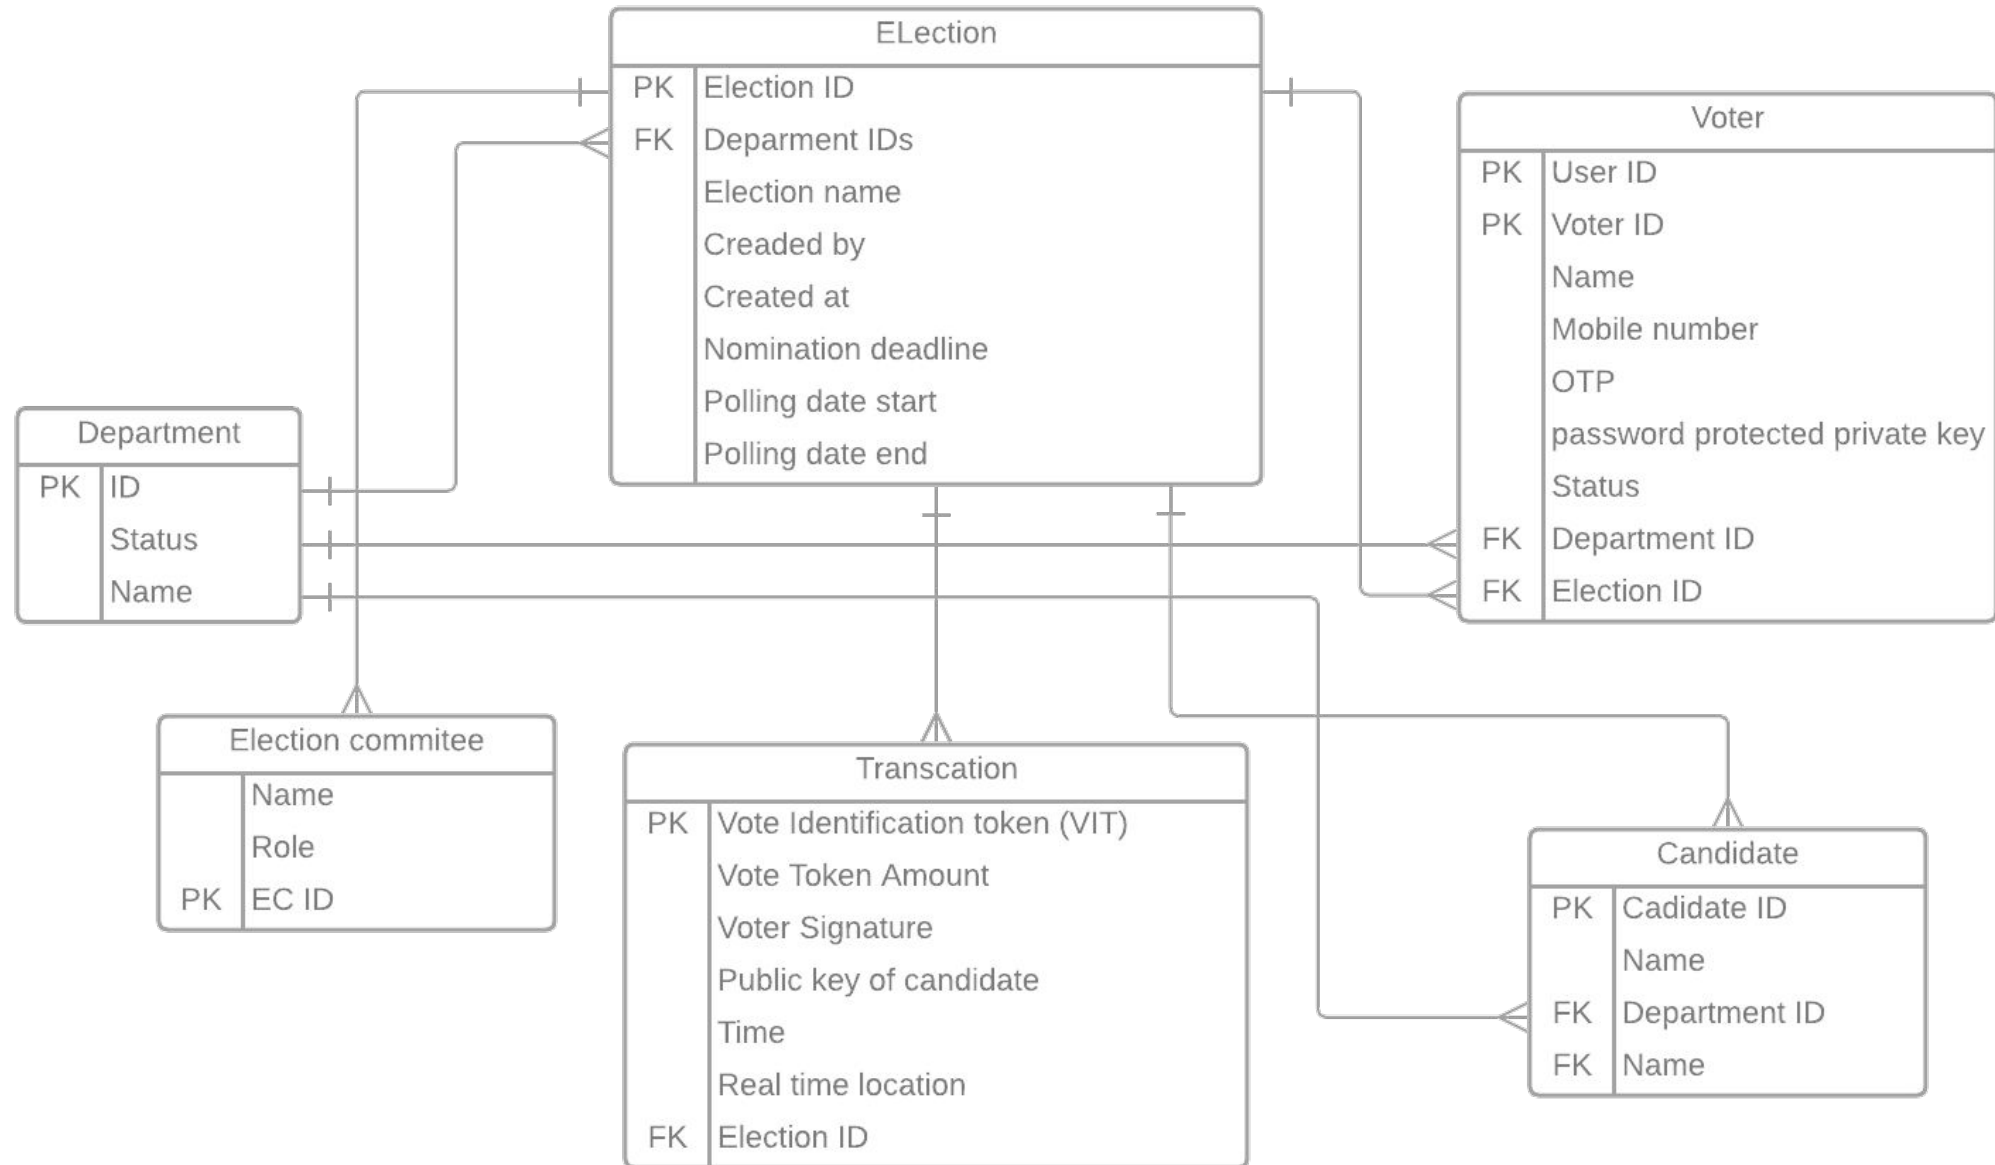 ELection
PK Election ID
FK Deparment IDs
Election name
Creaded by
Created at
Nomination deadline
Polling date start
Polling date end
Voter
PK User ID
PK Voter ID
Name
Mobile number
OTP
password protected private key
Status
FK Department ID
FK Election ID
Department
PK ID
Status
Name
Election commitee
Name
Role
PK EC ID
Transcation
PK Vote Identification token (VIT)
Vote Token Amount
Voter Signature
Public key of candidate
Time
Real time location
FK Election ID
Candidate
PK Cadidate ID
Name
FK Department ID
FK Name